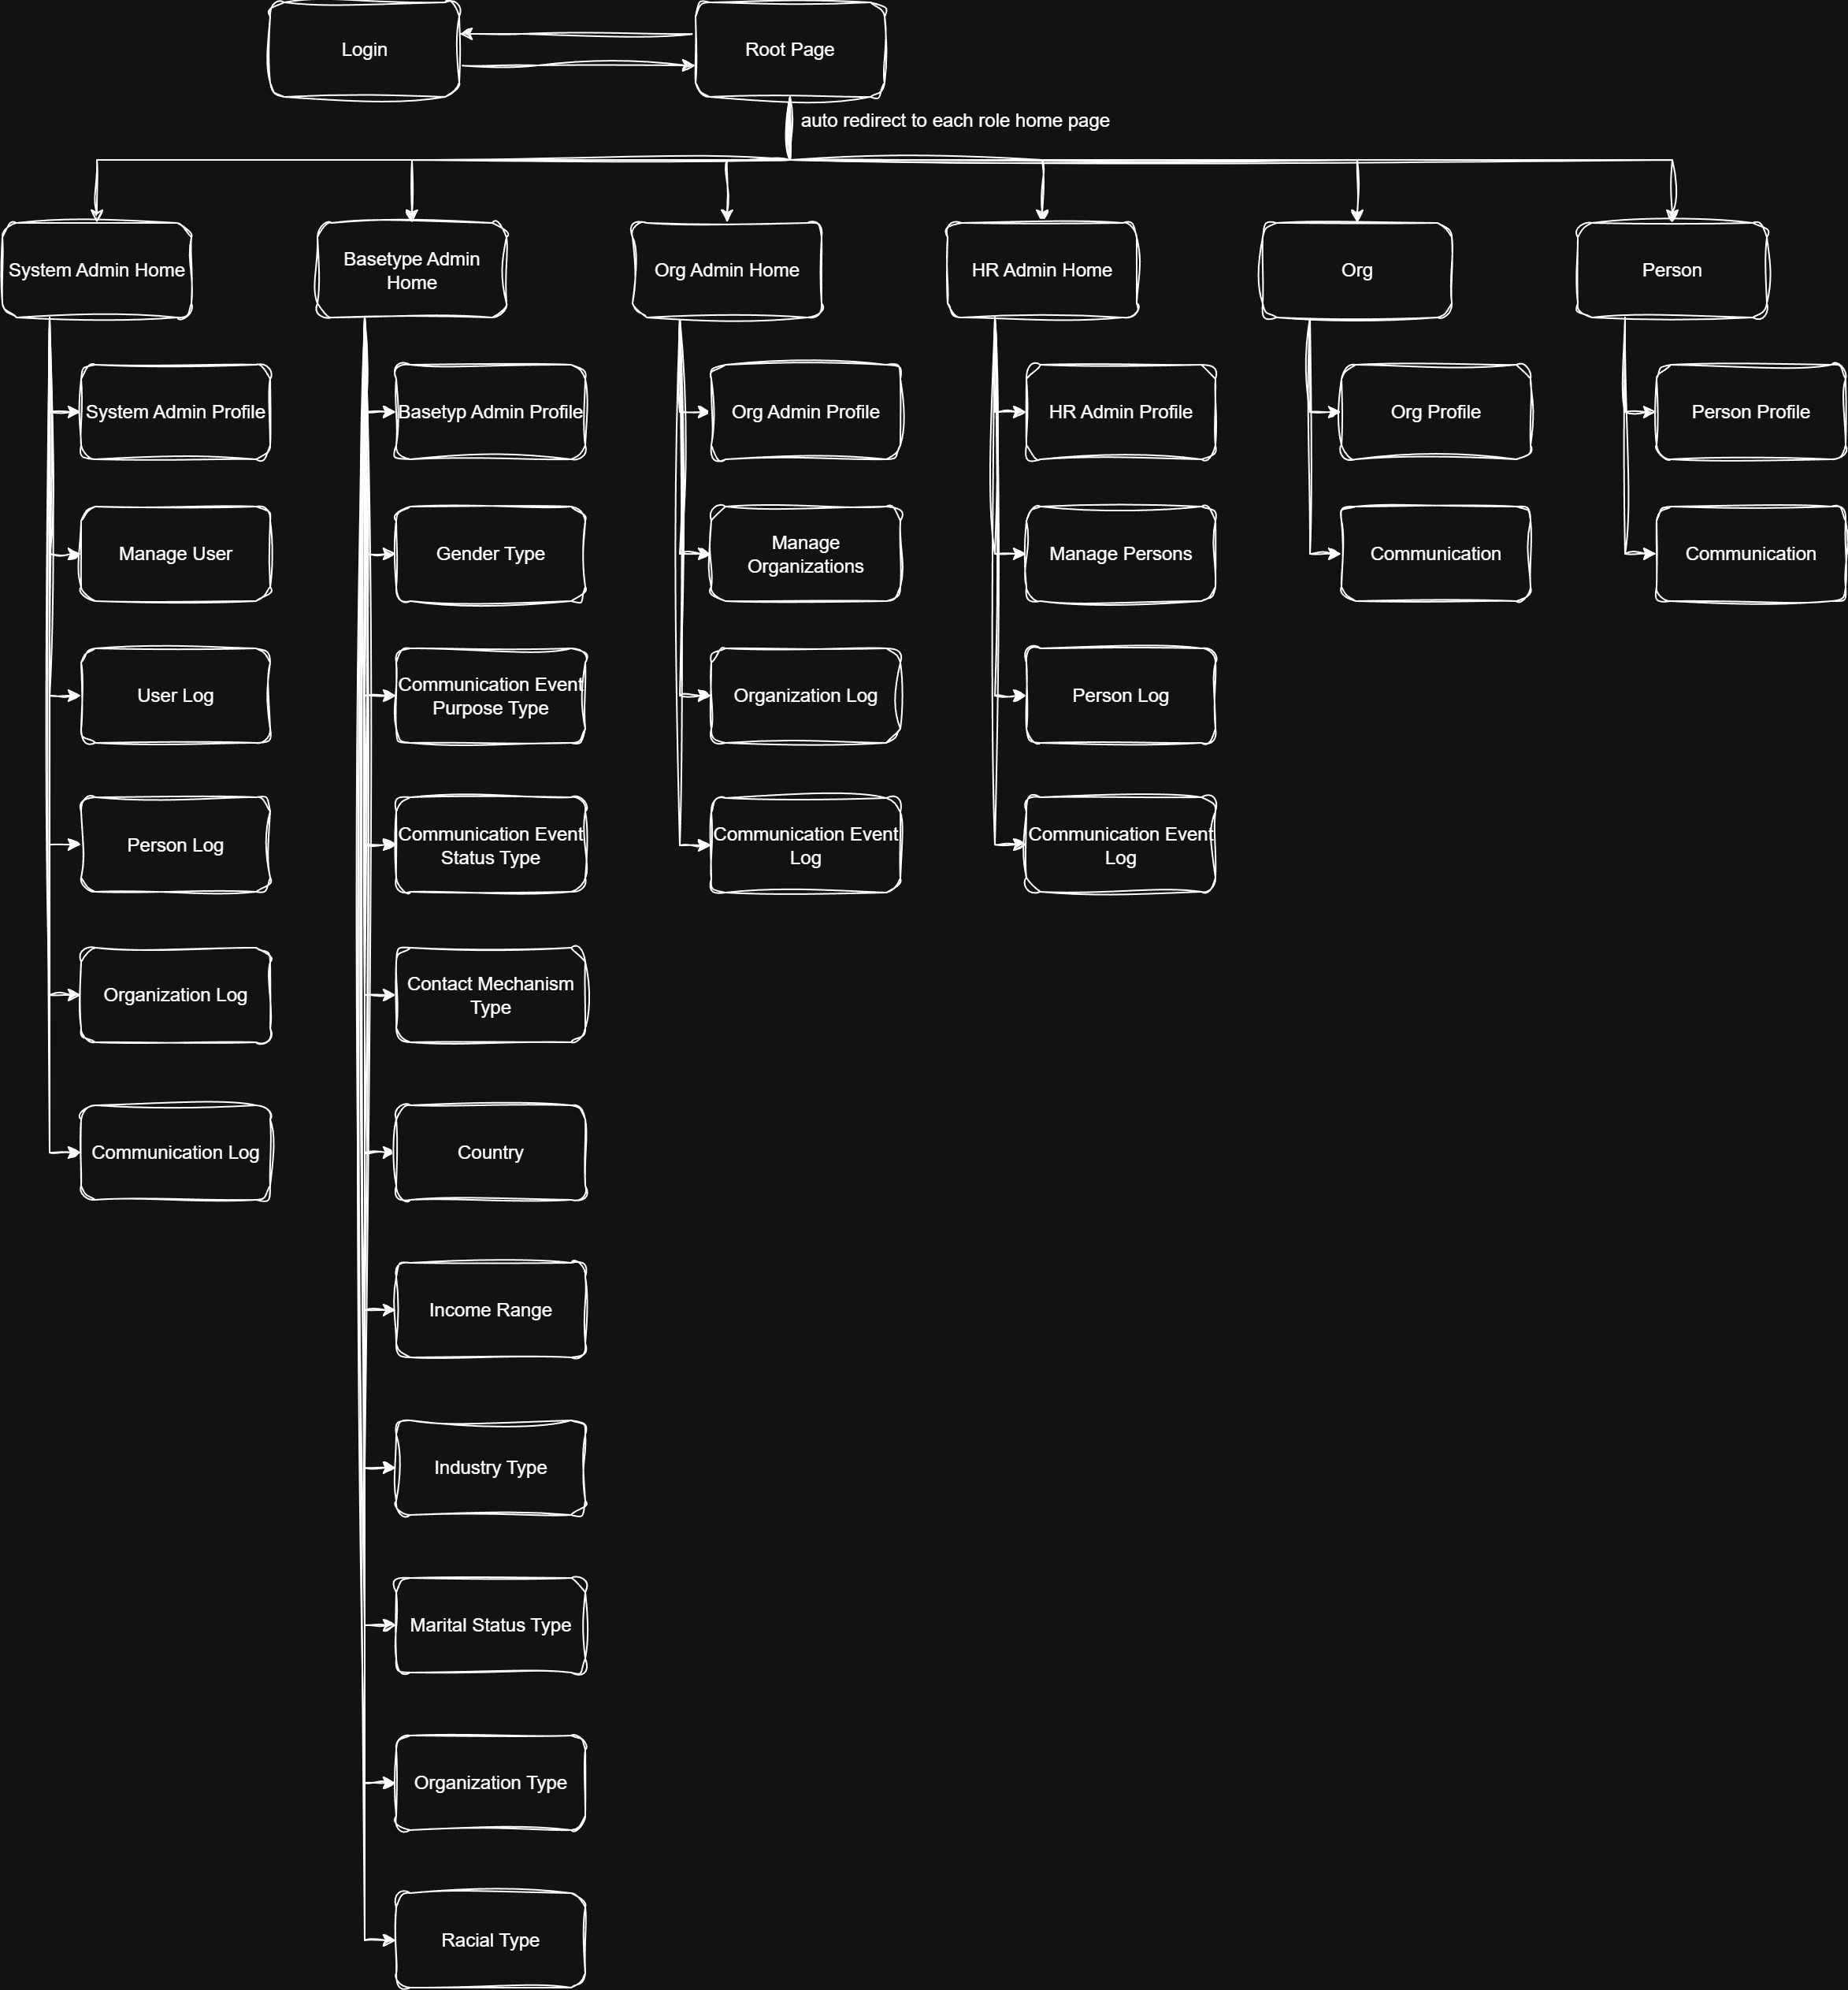 Login
Root Page
auto redirect to each role home page
System Admin Home
Basetype Admin
Home
Org Admin Home
HR Admin Home
Org
Person
System Admin Profile
Basetyp Admin Profile
Org Admin Profile
HR Admin Profile
Org Profile
Person Profile
Manage User
Gender Type
Manage
Organizations
Manage Persons
Communication
Communication
User Log
Communication Event
Purpose Type
Organization Log
Person Log
Person Log
Communication Event
Status Type
Communication Event
Log
Communication Event
Log
Organization Log
Contact Mechanism
Type
Communication Log
Country
Income Range
Industry Type
Marital Status Type
Organization Type
Racial Type